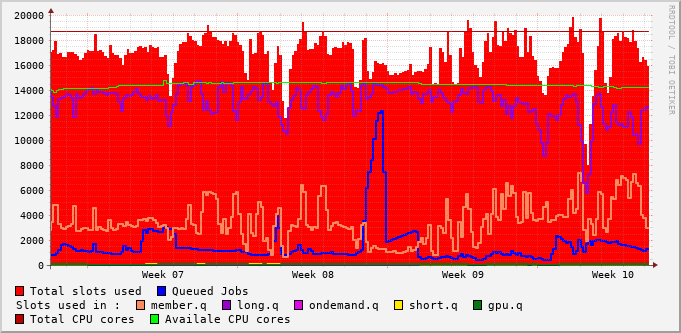 20000
18000
16000
14000
12000
10000
8000
6000
4000
2000
0
Week 07 Week 08 Week 09 Week 10
RRDTOOL / TOBI OETIKER
Total slots used Queued Jobs
Slots used in : member.q long.q ondemand.q short.q gpu.q
Total CPU cores Availale CPU cores